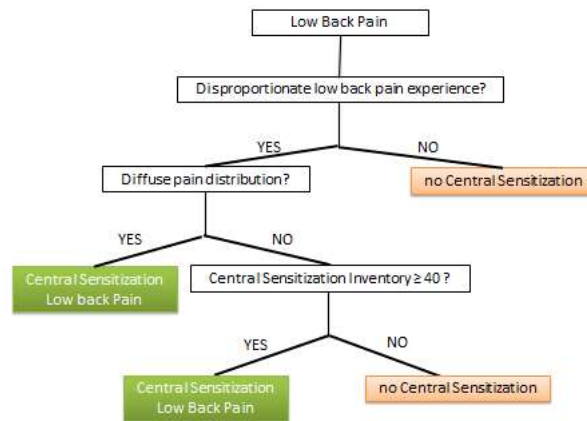 Low Back Pain
Disproportionate low back pain experience?
YES
NO
Diffuse pain distribution?
no Central Sensitization
YES
NO
Central Sensitization
Low back Pain
Central Sensitization Inventory ≥ 40 ?
YES
NO
Central Sensitization
Low Back Pain
no Central Sensitization